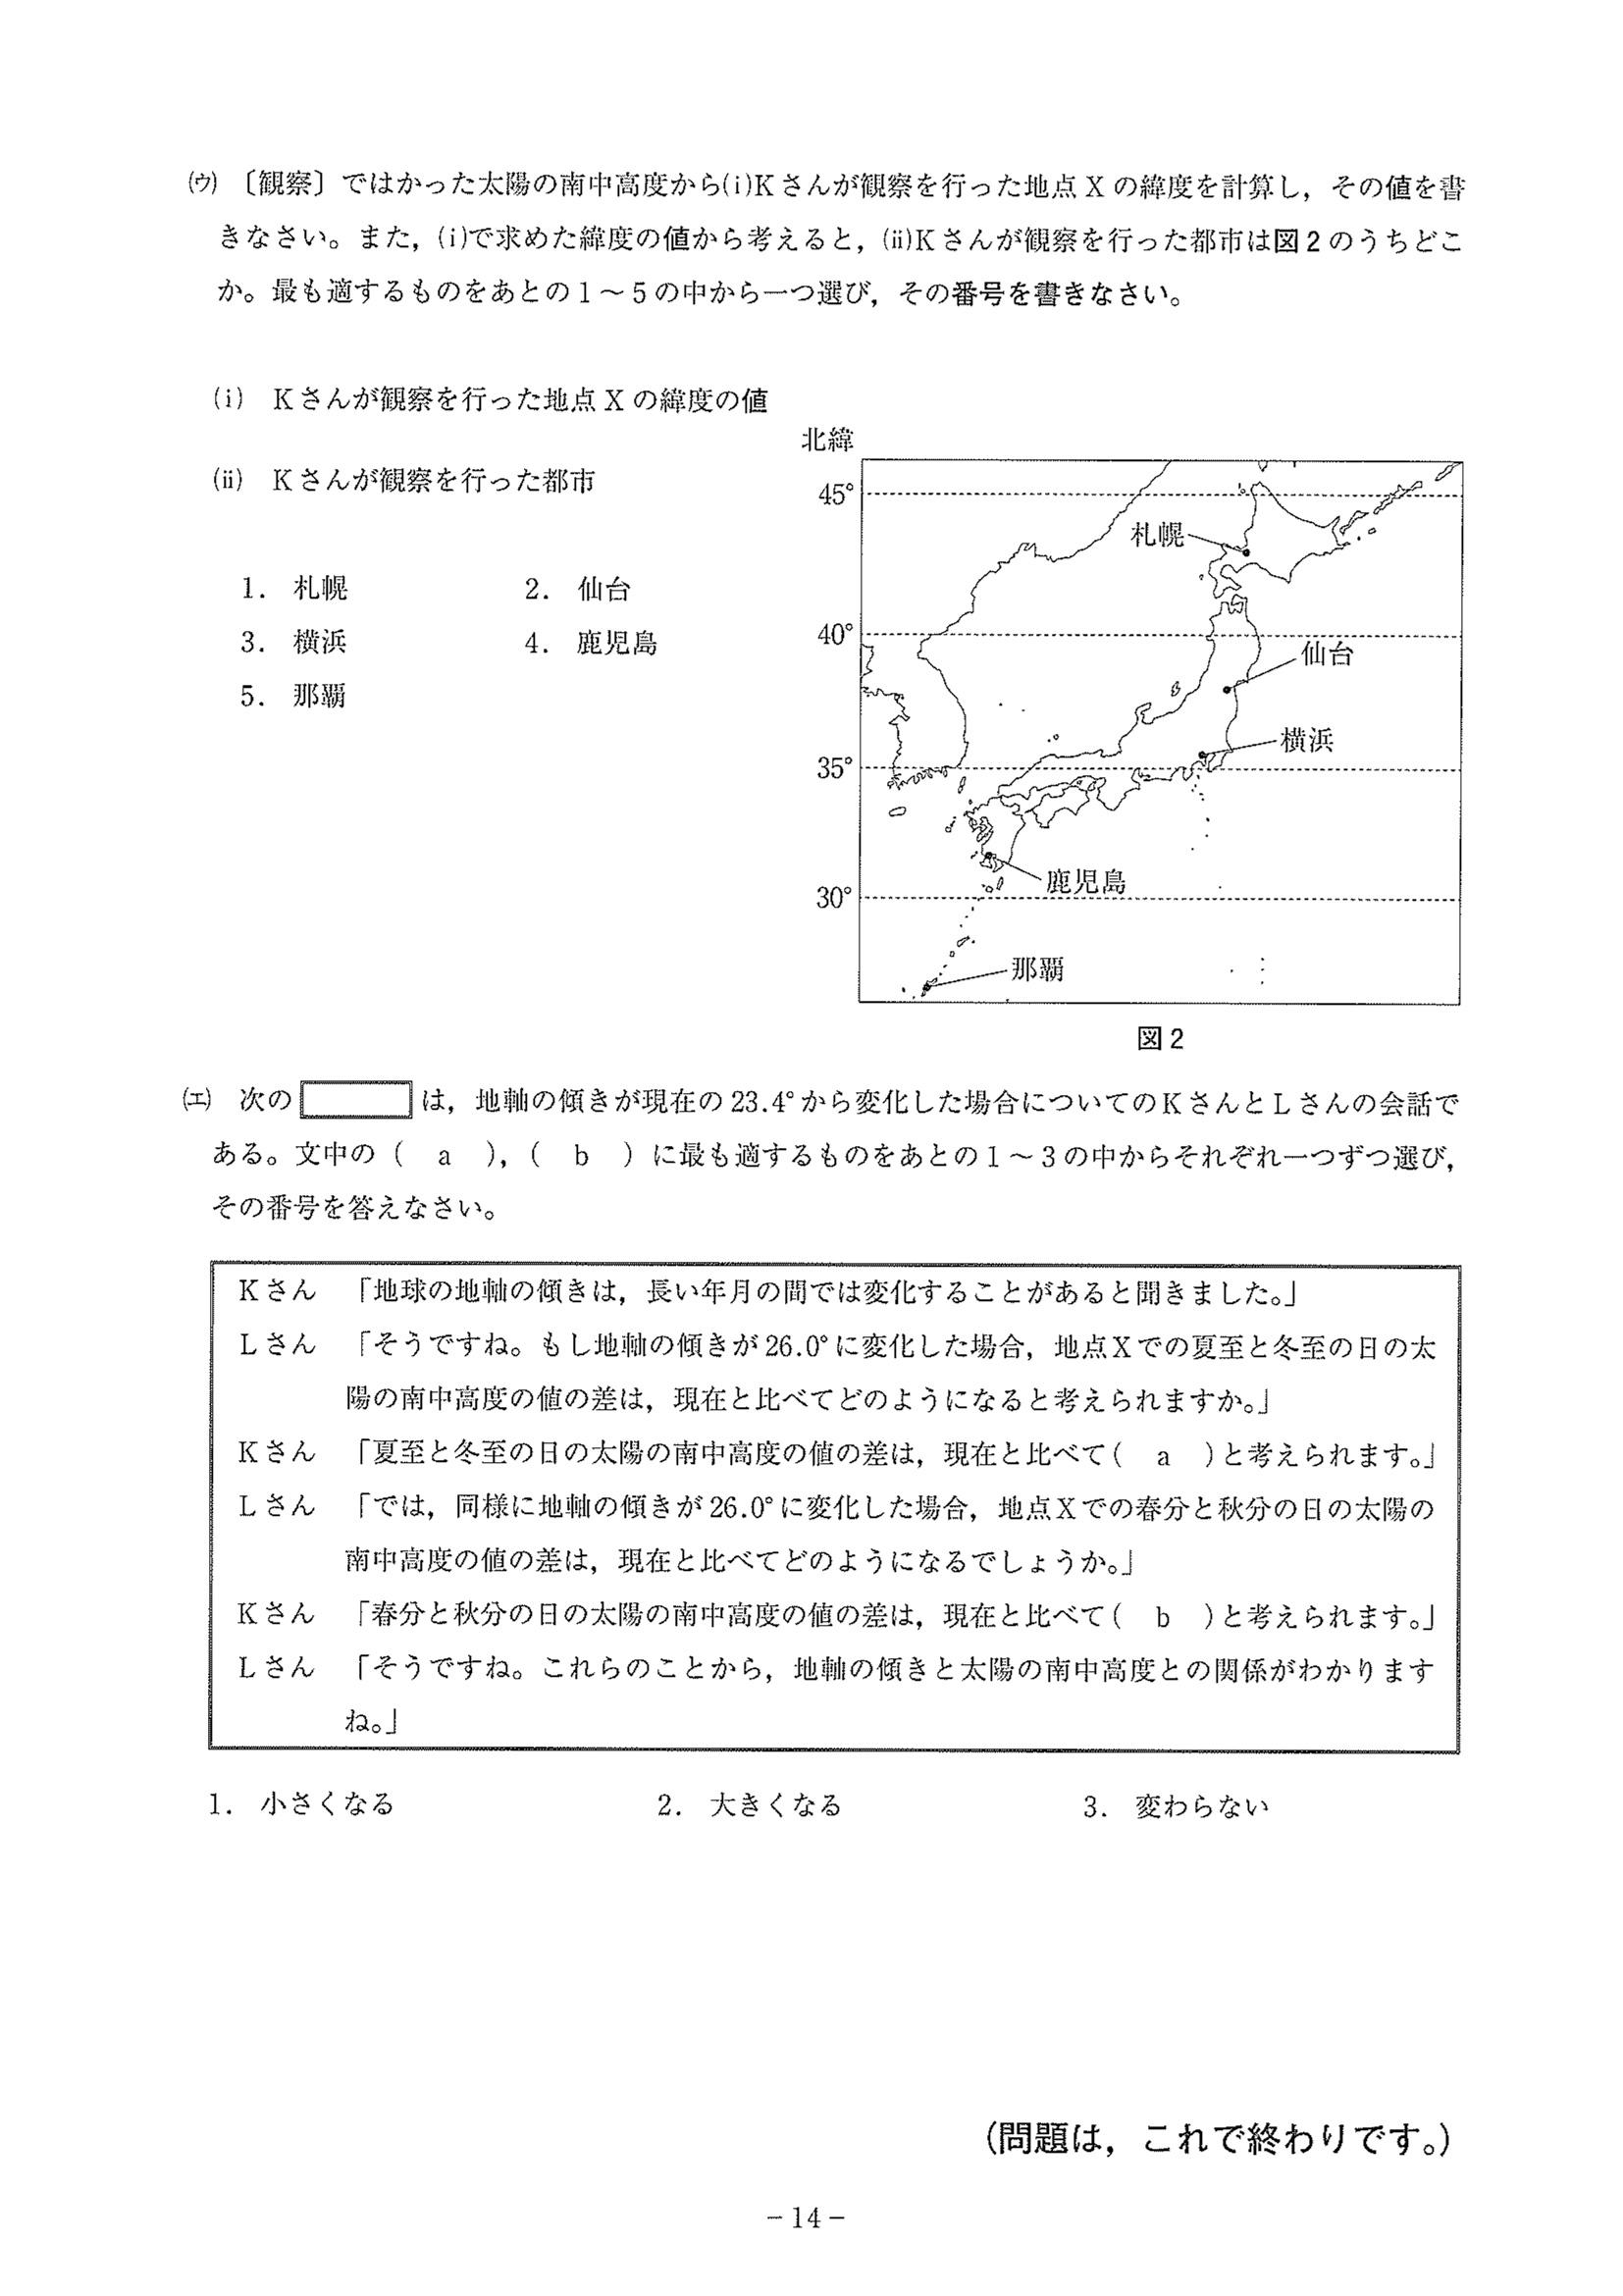 (ウ) 〔観察〕ではかった太陽の南中高度から(i)Kさんが観察を行った地点Xの緯度を計算し，その値を書
きなさい。また，(i)で求めた緯度の値から考えると，(ii)Kさんが観察を行った都市は図2のうちどこ
か。最も適するものをあとの1～5の中から一つ選び，その番号を書きなさい。
(i) Kさんが観察を行った地点Xの緯度の値
(ii) Kさんが観察を行った都市
1. 札幌 2. 仙台
3. 横浜 4. 鹿児島
5. 那覇
北緯
45°
札幌
40°
仙台
横浜
35°
鹿児島
30°
那覇
図2
(エ) 次の は，地軸の傾きが現在の23.4°から変化した場合についてのKさんとLさんの会話で
ある。文中の（ a ），（ b ）に最も適するものをあとの1～3の中からそれぞれ一つずつ選び，
その番号を答えなさい。
Kさん 「地球の地軸の傾きは，長い年月の間では変化することがあると聞きました。」
Lさん 「そうですね。もし地軸の傾きが26.0°に変化した場合，地点Xでの夏至と冬至の日の太
陽の南中高度の値の差は，現在と比べてどのようになると考えられますか。」
Kさん 「夏至と冬至の日の太陽の南中高度の値の差は，現在と比べて( a )と考えられます。」
Lさん 「では，同様に地軸の傾きが26.0°に変化した場合，地点Xでの春分と秋分の日の太陽の
南中高度の値の差は，現在と比べてどのようになるでしょうか。」
Kさん 「春分と秋分の日の太陽の南中高度の値の差は，現在と比べて( b )と考えられます。」
Lさん 「そうですね。これらのことから，地軸の傾きと太陽の南中高度との関係がわかります
ね。」
1. 小さくなる 2. 大きくなる 3. 変わらない
(問題は，これで終わりです。)
－14－